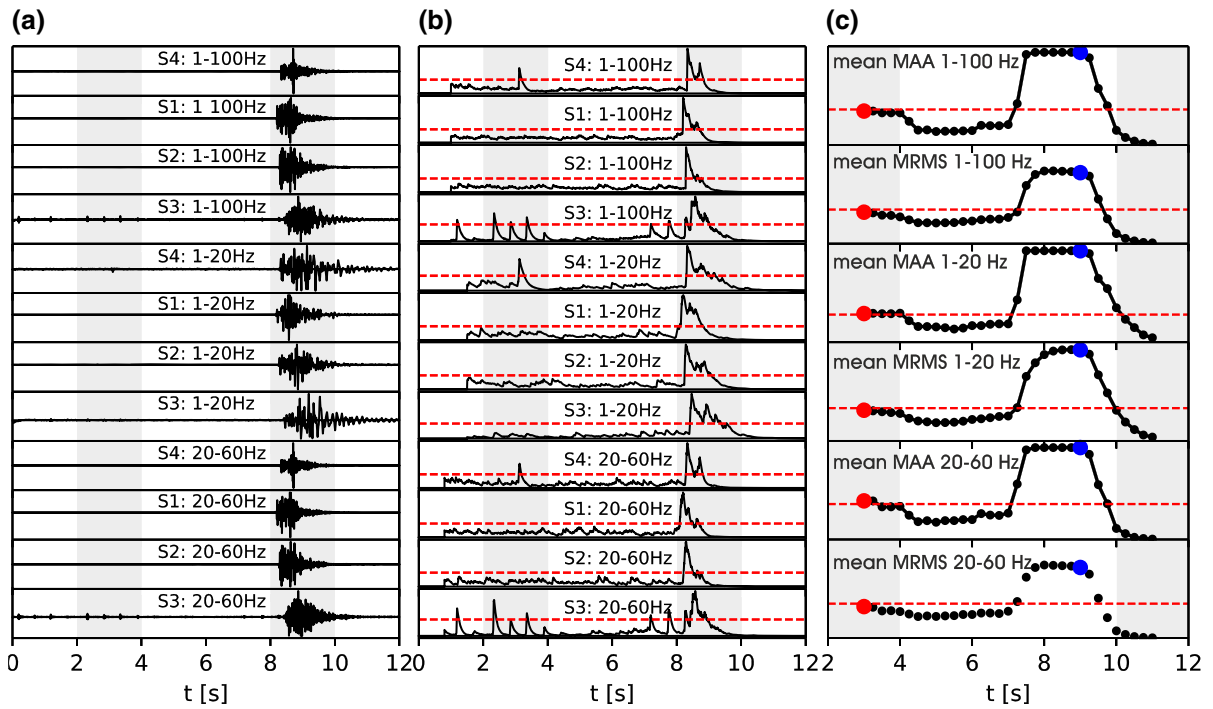 (a)
S4: 1-100Hz
S1: 1 100Hz
S2: 1-100Hz
S3: 1-100Hz
S4: 1-20Hz
S1: 1-20Hz
S2: 1-20Hz
S3: 1-20Hz
S4: 20-60Hz
S1: 20-60Hz
S2: 20-60Hz
S3: 20-60Hz
0 2 4 6 8 10 12
t [s]
(b)
S4: 1-100Hz
S1: 1-100Hz
S2: 1-100Hz
S3: 1-100Hz
S4: 1-20Hz
S1: 1-20Hz
S2: 1-20Hz
S3: 1-20Hz
S4: 20-60Hz
S1: 20-60Hz
S2: 20-60Hz
S3: 20-60Hz
2 4 6 8 10 12
t [s]
(c)
mean MAA 1-100 Hz
mean MRMS 1-100 Hz
mean MAA 1-20 Hz
mean MRMS 1-20 Hz
mean MAA 20-60 Hz
mean MRMS 20-60 Hz
2 4 6 8 10 12
t [s]